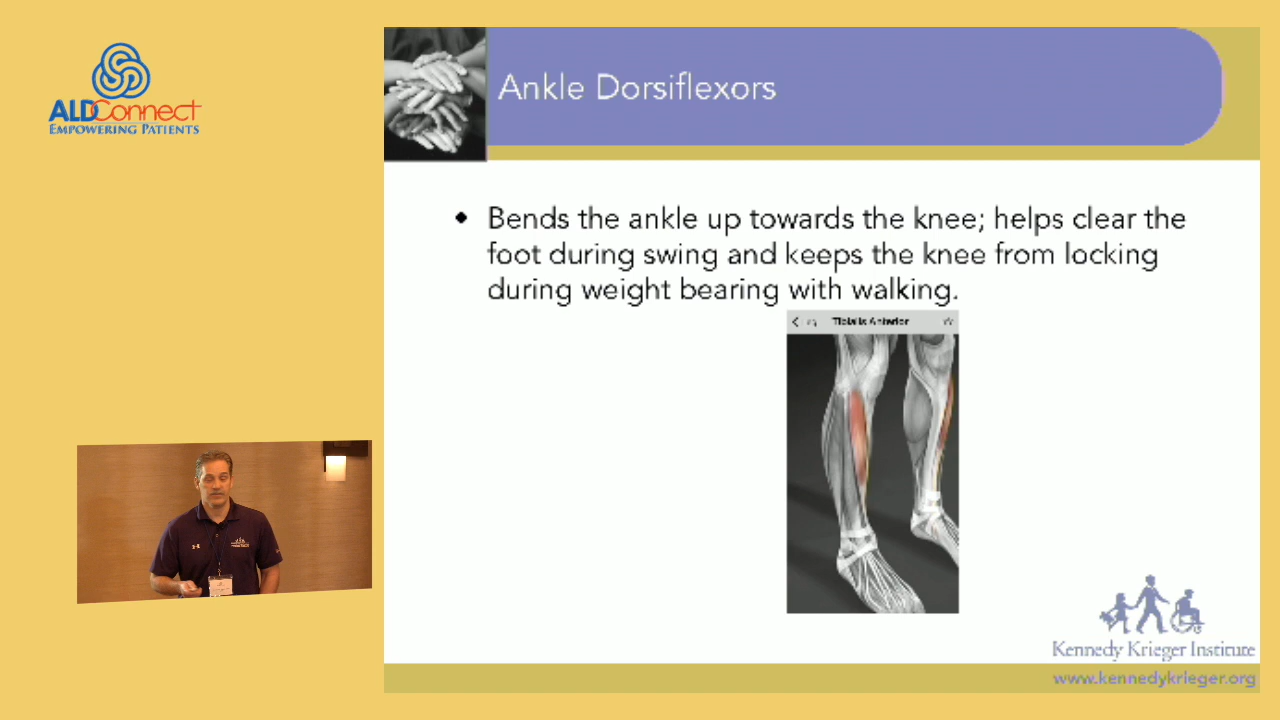 ALDConnect
EMPOWERING PATIENTS
Ankle Dorsiflexors
Bends the ankle up towards the knee; helps clear the
foot during swing and keeps the knee from locking
during weight bearing with walking.
Tibialis Anterior
Kennedy Krieger Institute
www.kennedykrieger.org